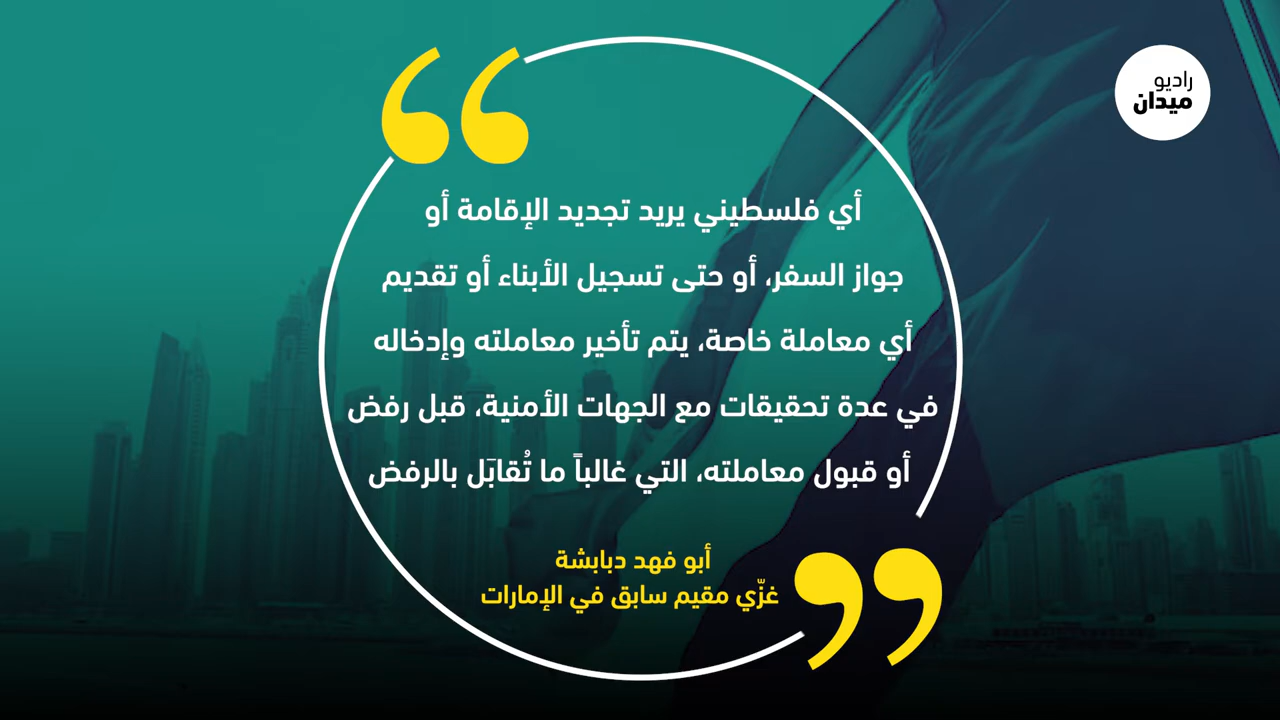 راديو
ميدان
أي فلسطيني يريد تجديد الإقامة أو
جواز السفر، أو حتى تسجيل الأبناء أو تقديم
أي معاملة خاصة، يتم تأخير معاملته وإدخاله
في عدة تحقيقات مع الجهات الأمنية، قبل رفض
أو قبول معاملته، التي غالباً ما تُقابَل بالرفض
أبو فهد دبابشة
غزّي مقيم سابق في الإمارات